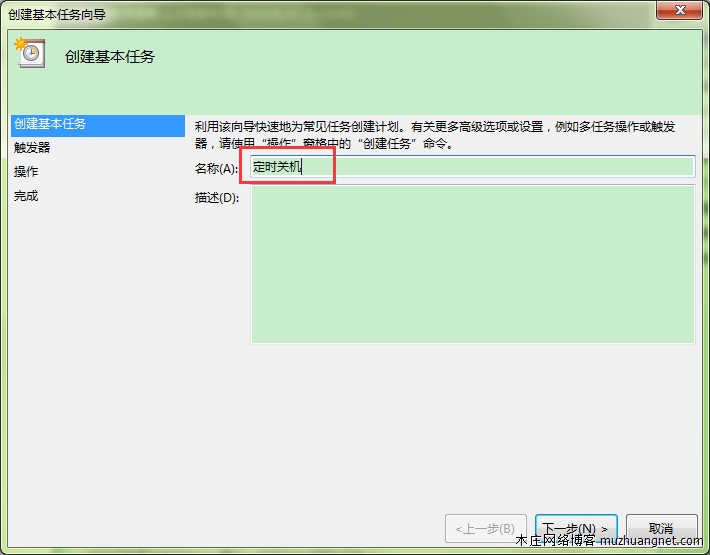 创建基本任务向导
创建基本任务
创建基本任务
触发器
操作
完成
利用该向导快速地为常见任务创建计划。有关更多高级选项或设置，例如多任务操作或触发
器，请使用“操作”窗格中的“创建任务”命令。
名称(A):
定时关机
描述(D):
<上一步(B)
下一步(N) >
取消
木庄网络博客 muzhuangnet.com